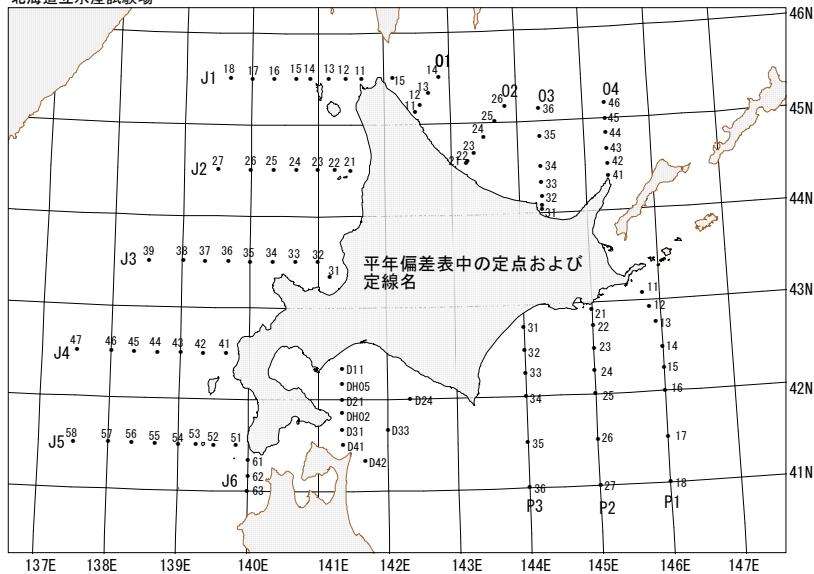 北海道立水産試験場
46N
01
18 17 16 15 14 13 12 11 15 14
J1
13
12
11
02 03 04
26 36 46
45N
25 45
24 35 44
23 43
22 34 42
21 33 41
32
31
27 26 25 24 23 22 21
J2
44N
39 38 37 36 35 34 33 32
J3
31
平年偏差表中の定点および
定線名
11
43N
12
13
31 21
22
47 46 45 44 43 42 41
J4
32 23 14
D11
33 24 15
DH05
34 25 16
42N
D21 D24
DH02
D31 D33
D41
D42
58 57 56 55 54 53 52 51
J5
35 26 17
61
62
63
J6
41N
36 27 18
P3 P2 P1
137E 138E 139E 140E 141E 142E 143E 144E 145E 146E 147E